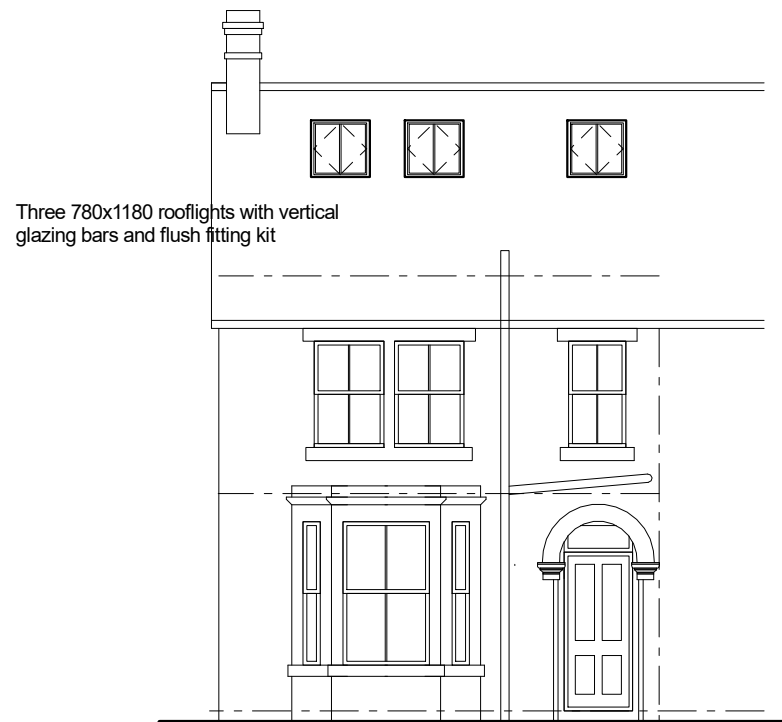 Three 780x1180 rooflights with vertical
glazing bars and flush fitting kit